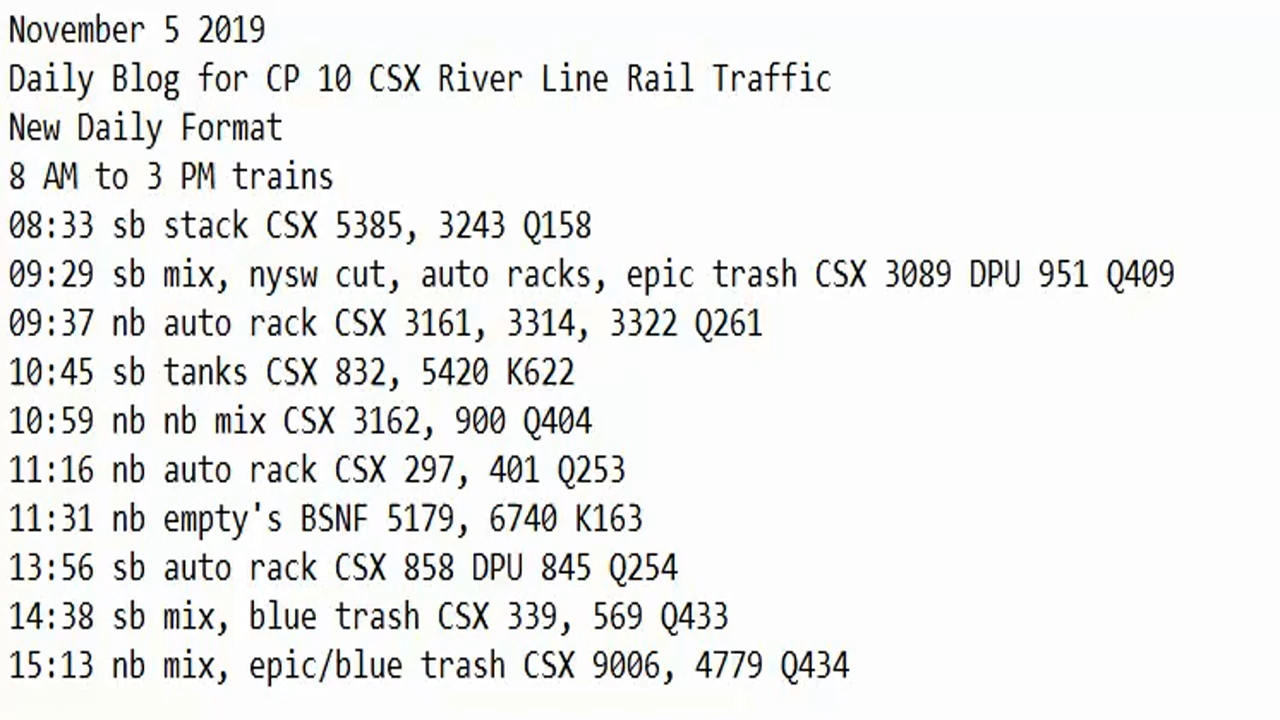 November 5 2019
Daily Blog for CP 10 CSX River Line Rail Traffic
New Daily Format
8 AM to 3 PM trains
08:33 sb stack CSX 5385, 3243 Q158
09:29 sb mix, nysw cut, auto racks, epic trash CSX 3089 DPU 951 Q409
09:37 nb auto rack CSX 3161, 3314, 3322 Q261
10:45 sb tanks CSX 832, 5420 K622
10:59 nb nb mix CSX 3162, 900 Q404
11:16 nb auto rack CSX 297, 401 Q253
11:31 nb empty's BSNF 5179, 6740 K163
13:56 sb auto rack CSX 858 DPU 845 Q254
14:38 sb mix, blue trash CSX 339, 569 Q433
15:13 nb mix, epic/blue trash CSX 9006, 4779 Q434